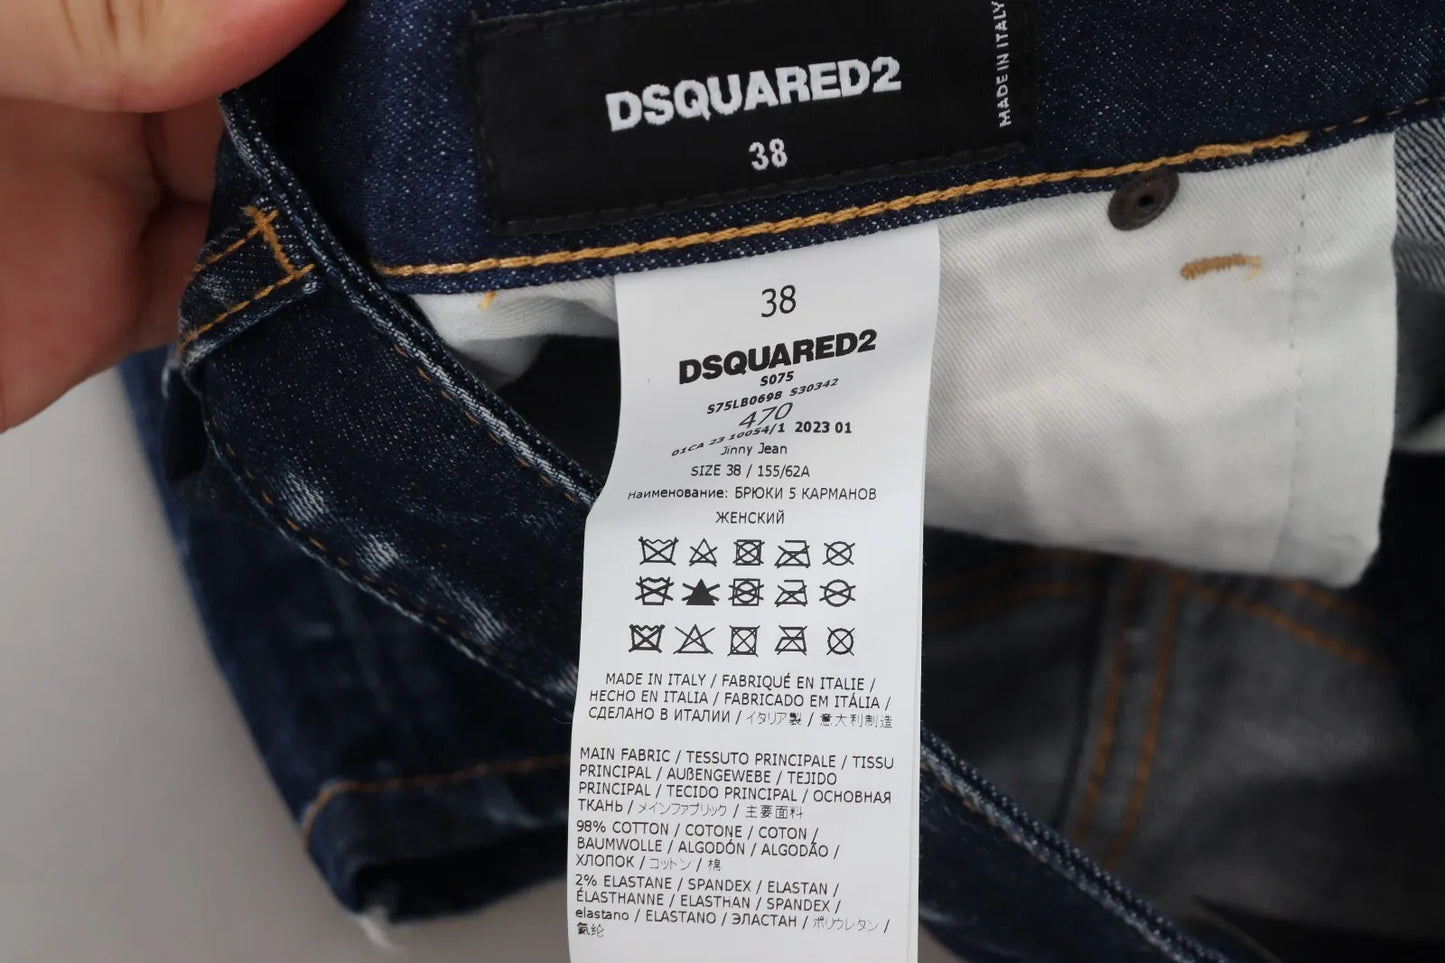 DSQUARED2
38
MADE IN ITALY
38
DSQUARED2
S075
S75LB0698 S30342
470
01CA 23 10054/1 2023 01
Jinny Jean
SIZE 38 / 155/62A
наименование: БРЮКИ 5 КАРМАНОВ
ЖЕНСКИЙ
MADE IN ITALY / FABRIQUÉ EN ITALIE /
HECHO EN ITALIA / FABRICADO EM ITÁLIA /
СДЕЛАНО В ИТАЛИИ / イタリア製 / 意大利制造
MAIN FABRIC / TESSUTO PRINCIPALE / TISSU
PRINCIPAL / AUßENGEWEBE / TEJIDO
PRINCIPAL / TECIDO PRINCIPAL / ОСНОВНАЯ
ТКАНЬ / メインファブリック / 主要面料
98% COTTON / COTONE / COTON /
BAUMWOLLE / ALGODÓN / ALGODÃO /
ХЛОПОК / コットン / 棉
2% ELASTANE / SPANDEX / ELASTAN /
ÉLASTHANNE / ELASTHAN / SPANDEX /
elastano / ELASTANO / ЭЛАСТАН / ポリウレタン /
氨纶